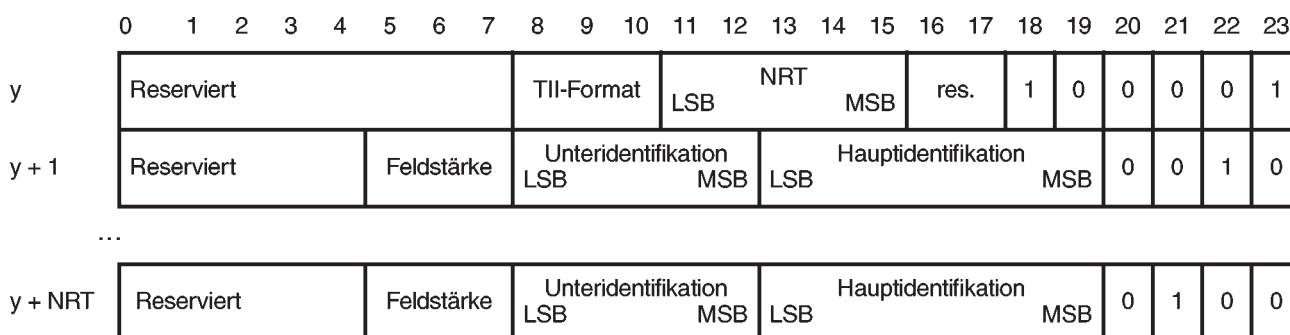 0 1 2 3 4 5 6 7 8 9 10 11 12 13 14 15 16 17 18 19 20 21 22 23
y Reserviert TII-Format NRT LSB MSB res. 1 0 0 0 0 1
y + 1 Reserviert Feldstärke Unteridentifikation LSB MSB Hauptidentifikation LSB MSB 0 0 1 0
...
y + NRT Reserviert Feldstärke Unteridentifikation LSB MSB Hauptidentifikation LSB MSB 0 1 0 0